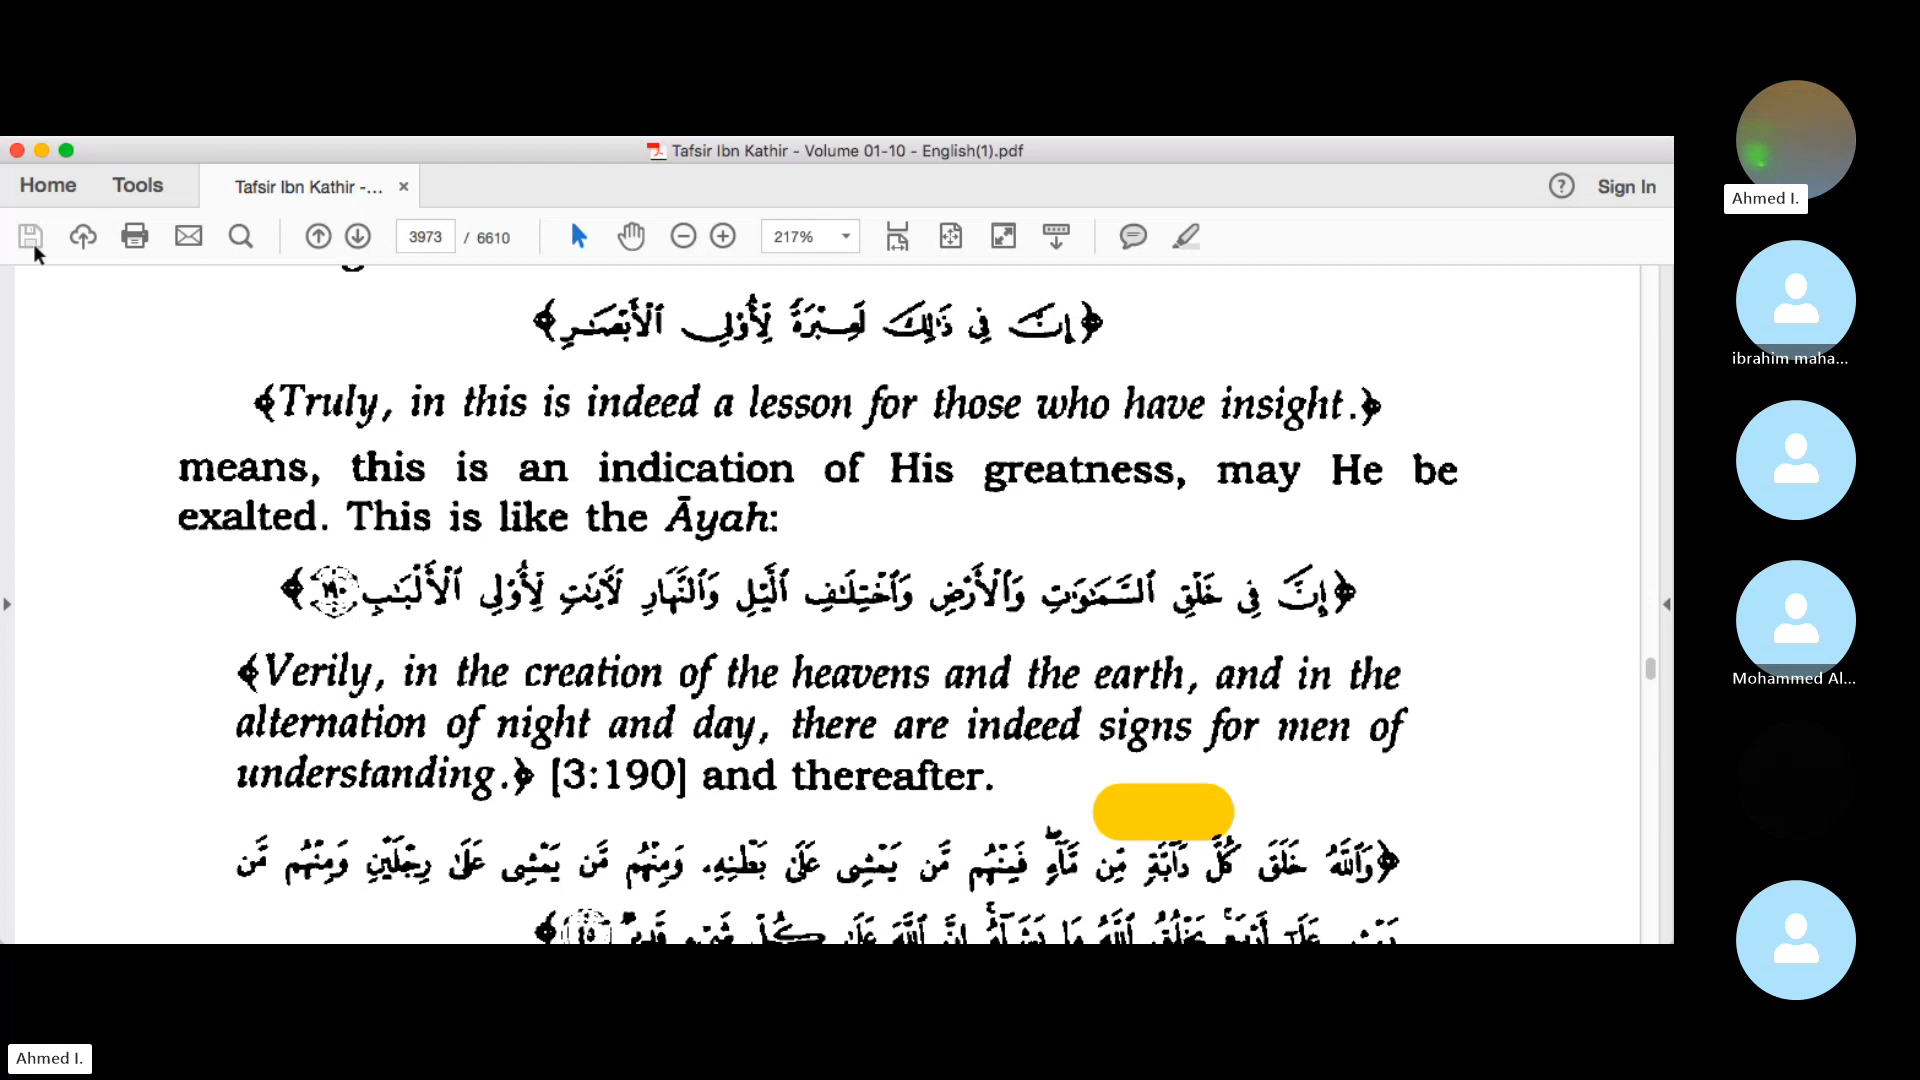 Tafsir Ibn Kathir - Volume 01-10 - English(1).pdf
Home Tools Tafsir Ibn Kathir -... × ? Sign In
3973 / 6610 217%
﴿إِنَّ فِى ذَٰلِكَ لَعِبْرَةً لِّأُو۟لِى ٱلْأَبْصَـٰرِ﴾
﴾Truly, in this is indeed a lesson for those who have insight.﴿
means, this is an indication of His greatness, may He be
exalted. This is like the Āyah:
﴿إِنَّ فِى خَلْقِ ٱلسَّمَـٰوَٰتِ وَٱلْأَرْضِ وَٱخْتِلَـٰفِ ٱلَّيْلِ وَٱلنَّهَارِ لَـَٔايَـٰتٍ لِّأُو۟لِى ٱلْأَلْبَـٰبِ﴾
﴾Verily, in the creation of the heavens and the earth, and in the
alternation of night and day, there are indeed signs for men of
understanding.﴿ [3:190] and thereafter.
﴿وَٱللَّهُ خَلَقَ كُلَّ دَآبَّةٍ مِّن مَّآءٍ ۖ فَمِنْهُم مَّن يَمْشِى عَلَىٰ بَطْنِهِۦ وَمِنْهُم مَّن يَمْشِى عَلَىٰ رِجْلَيْنِ وَمِنْهُم مَّن
يَمْشِى عَلَىٰٓ أَرْبَعٍ ۚ يَخْلُقُ ٱللَّهُ مَا يَشَآءُ ۚ إِنَّ ٱللَّهَ عَلَىٰ كُلِّ شَىْءٍ قَدِيرٌ﴾
Ahmed I.
ibrahim maha...
Mohammed Al...
Ahmed I.